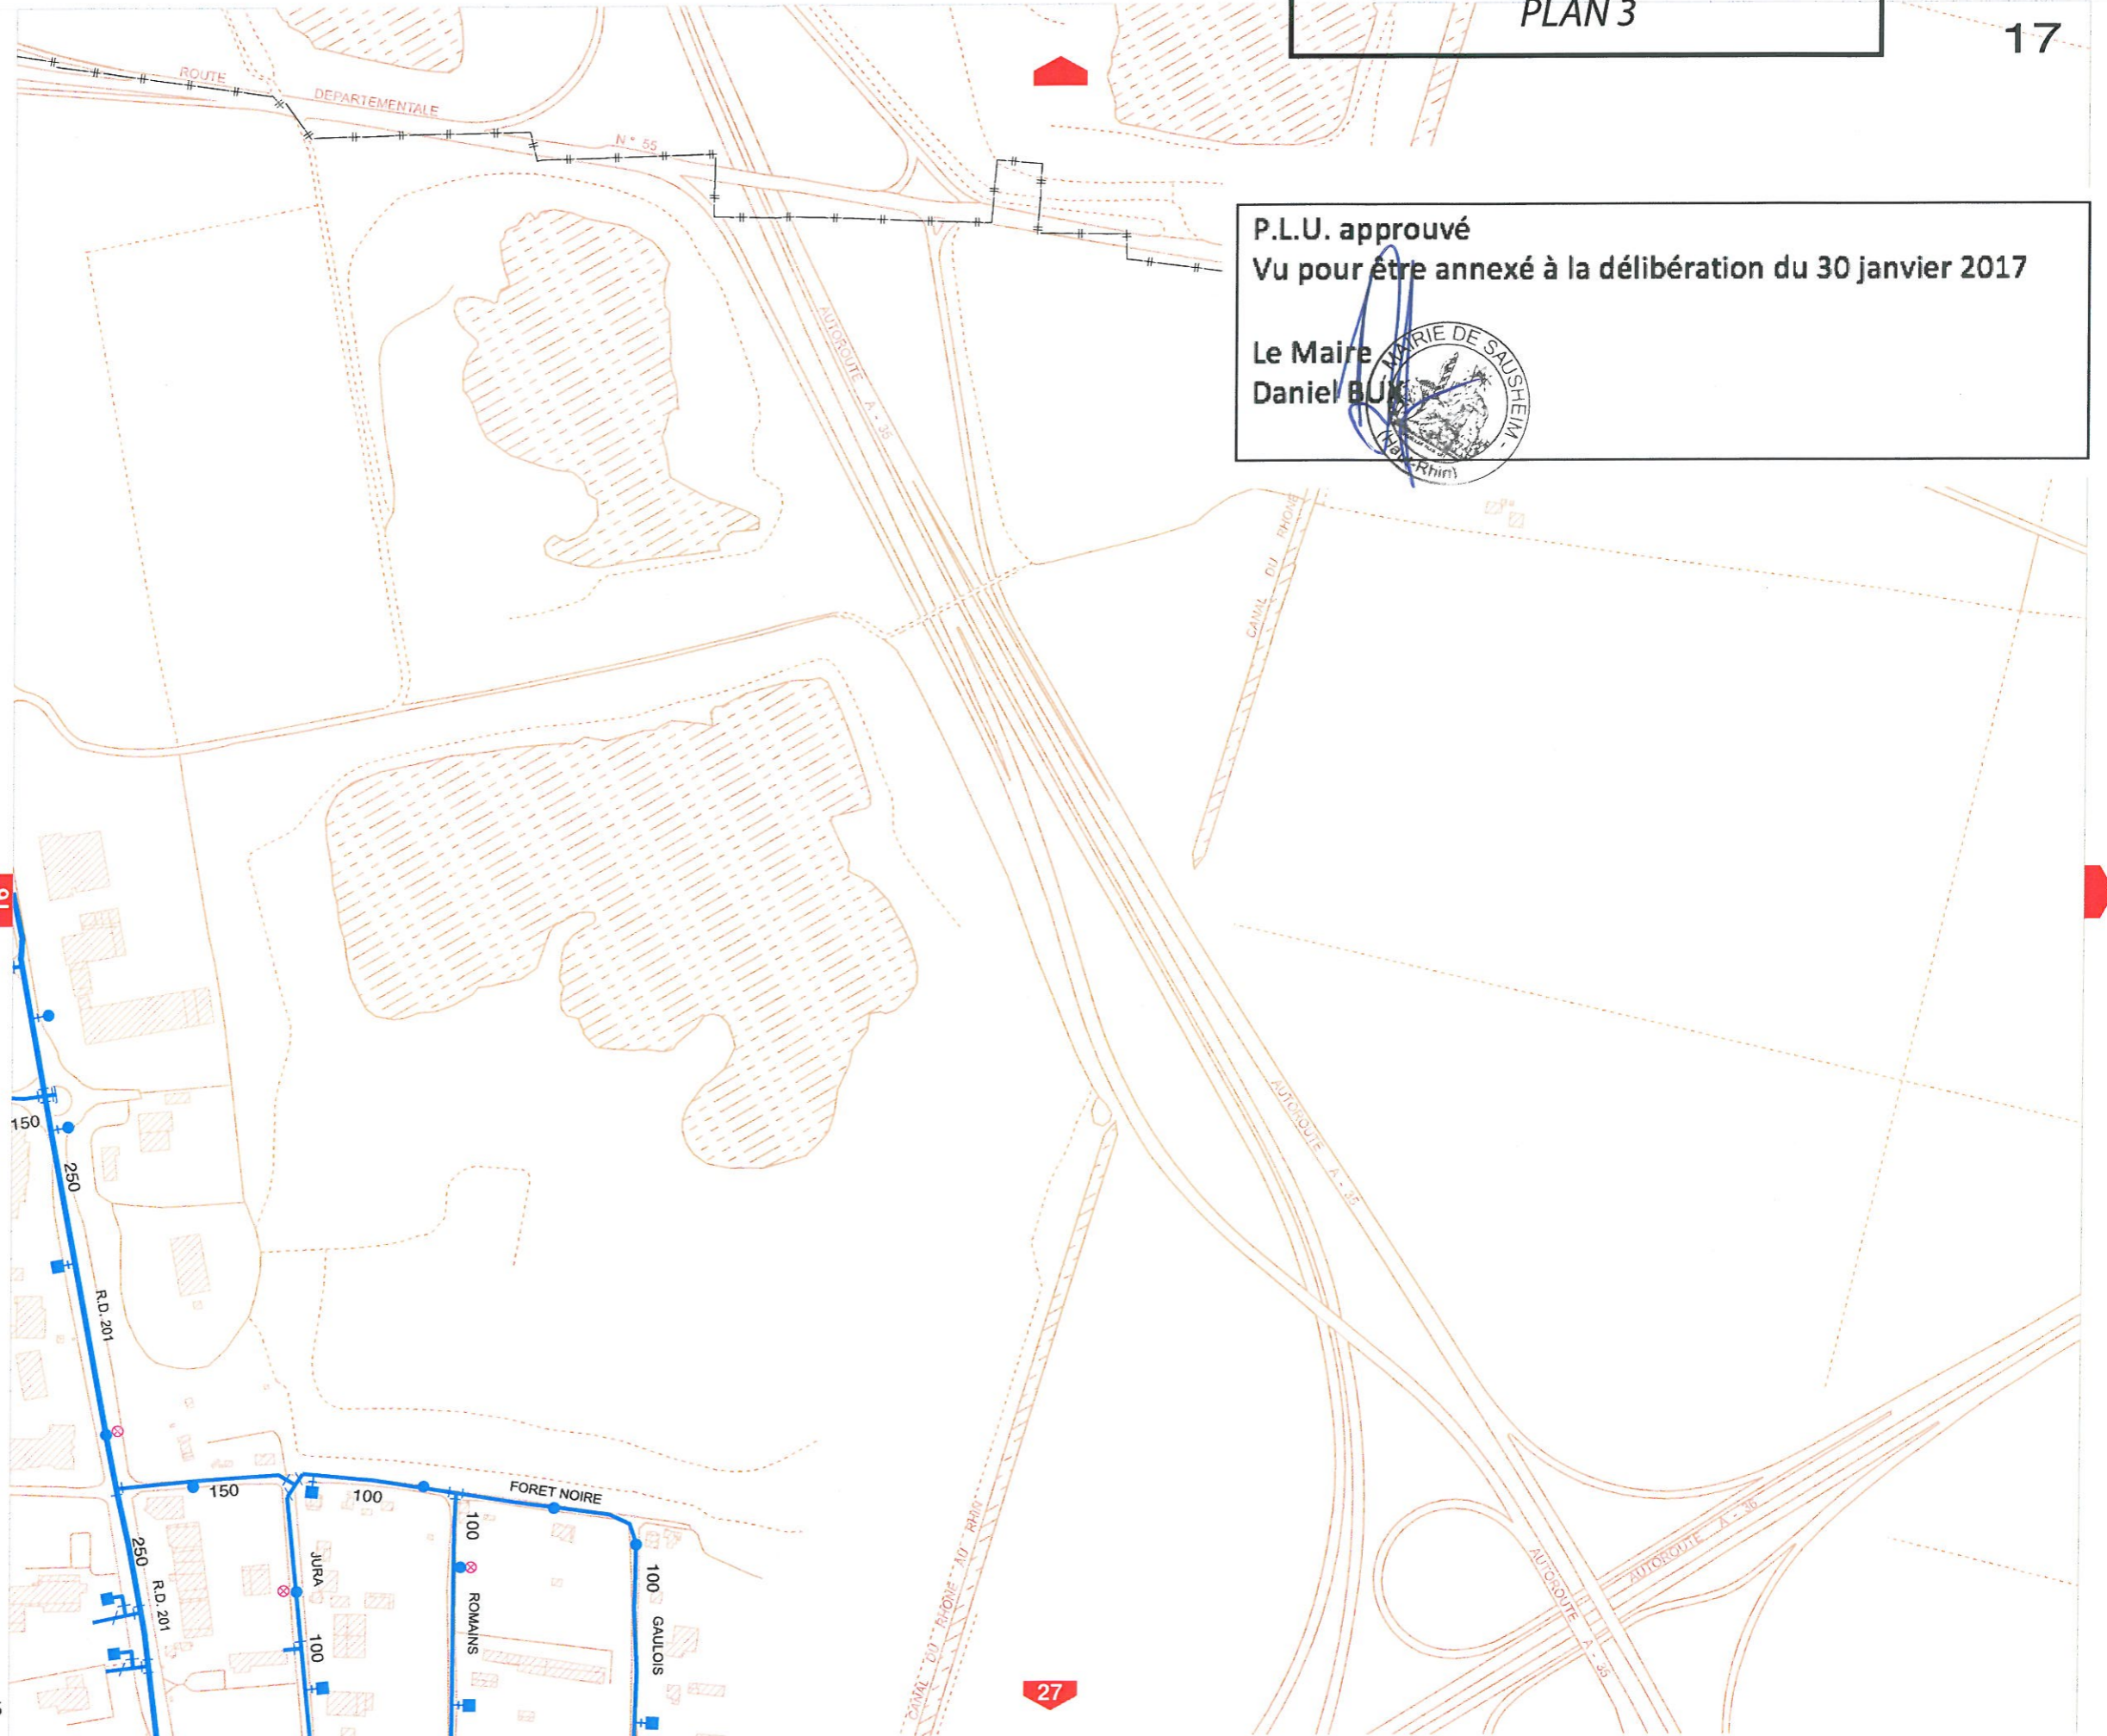 PLAN 3
17
ROUTE
DEPARTEMENTALE
N° 55
P.L.U. approuvé
Vu pour être annexé à la délibération du 30 janvier 2017
Le Maire
Daniel BUX
MAIRIE DE SAUSHEIM -
(Haut-Rhin)
AUTOROUTE A - 35
CANAL DU RHONE
150
250
R.D. 201
AUTOROUTE A - 35
150
100
FORET NOIRE
250
R.D. 201
JURA
100
100
ROMAINS
100
GAULOIS
CANAL DU RHONE AU RHIN
27
AUTOROUTE A - 36
AUTOROUTE A - 35